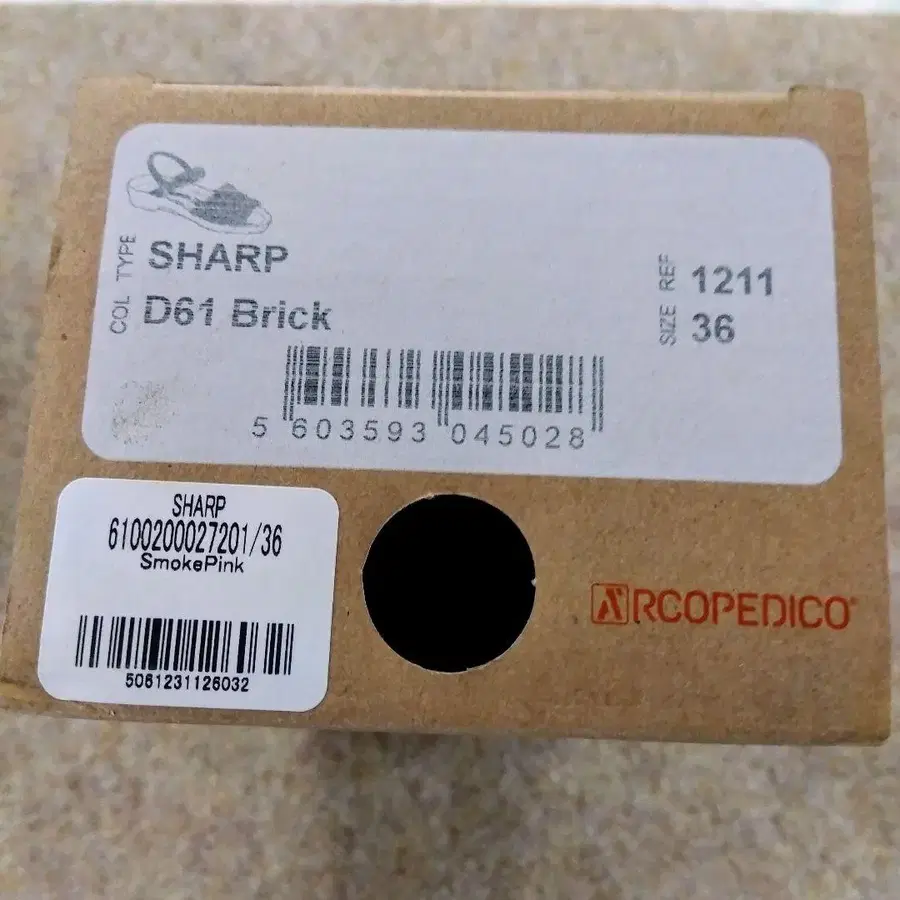 TYPE SHARP
COL D61 Brick
REF 1211
SIZE 36
5 603593 045028
SHARP
6100200027201/36
SmokePink
5061231126032
ARCOPEDICO®